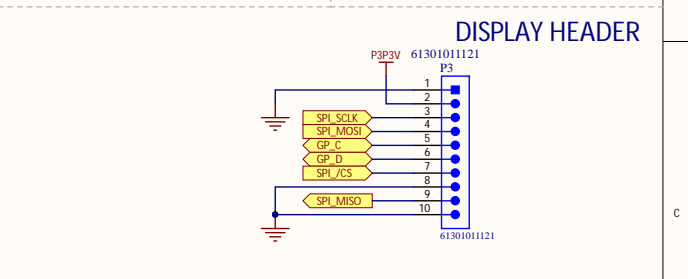 DISPLAY HEADER
P3P3V
61301011121
P3
1
2
3
SPI_SCLK
4
SPI_MOSI
5
GP_C
6
GP_D
7
SPI_/CS
8
9
SPI_MISO
10
C
61301011121